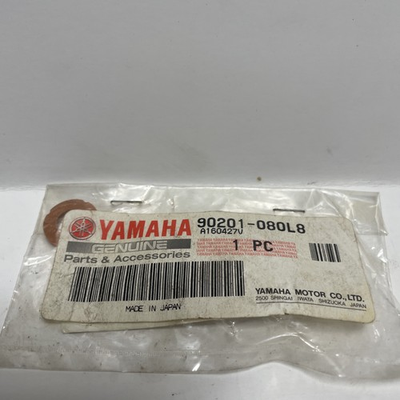 YAMAHA
GENUINE
Parts & Accessories
90201-080L8
A160427V
1 PC
MADE IN JAPAN
YAMAHA MOTOR CO., LTD.
2500 SHINGAI IWATA SHIZUOKA JAPAN